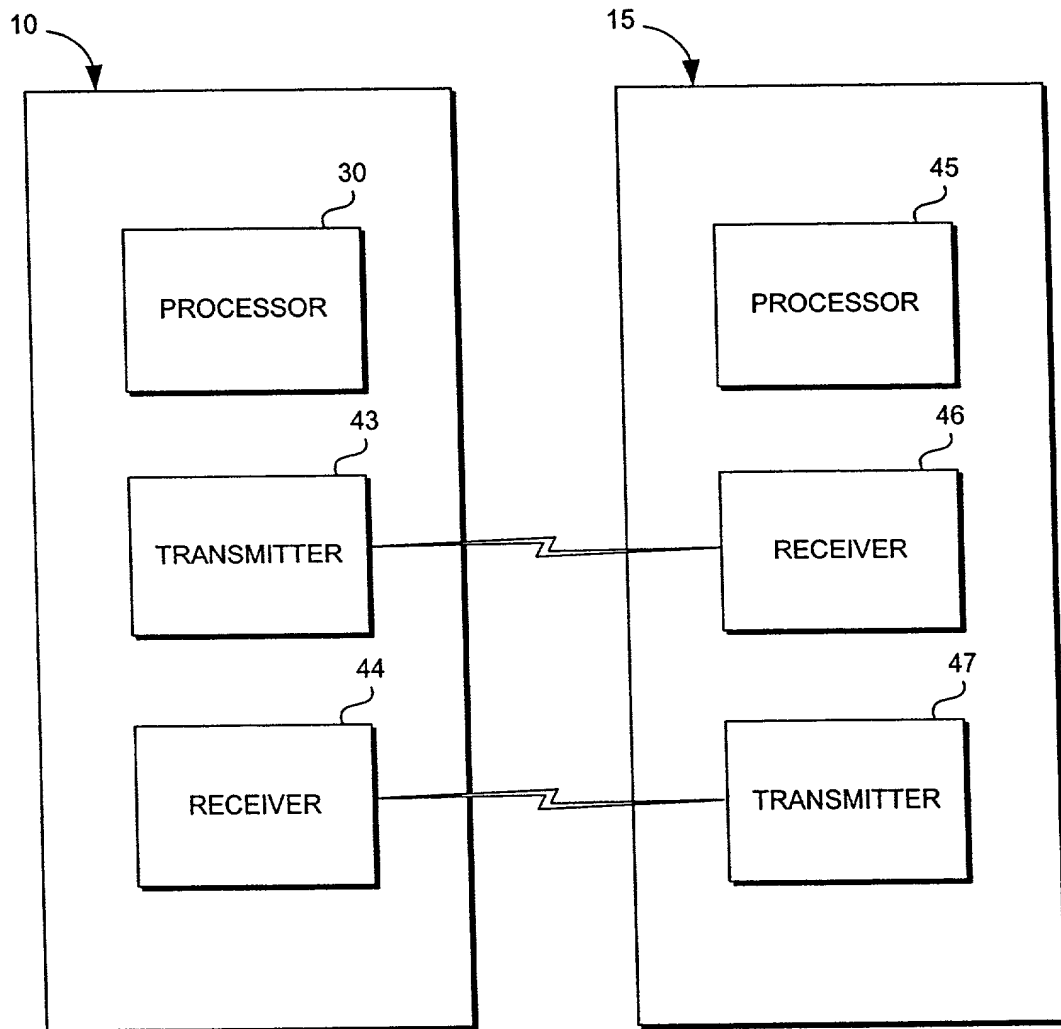 10
15
30
45
PROCESSOR
PROCESSOR
43
46
TRANSMITTER
RECEIVER
44
47
RECEIVER
TRANSMITTER